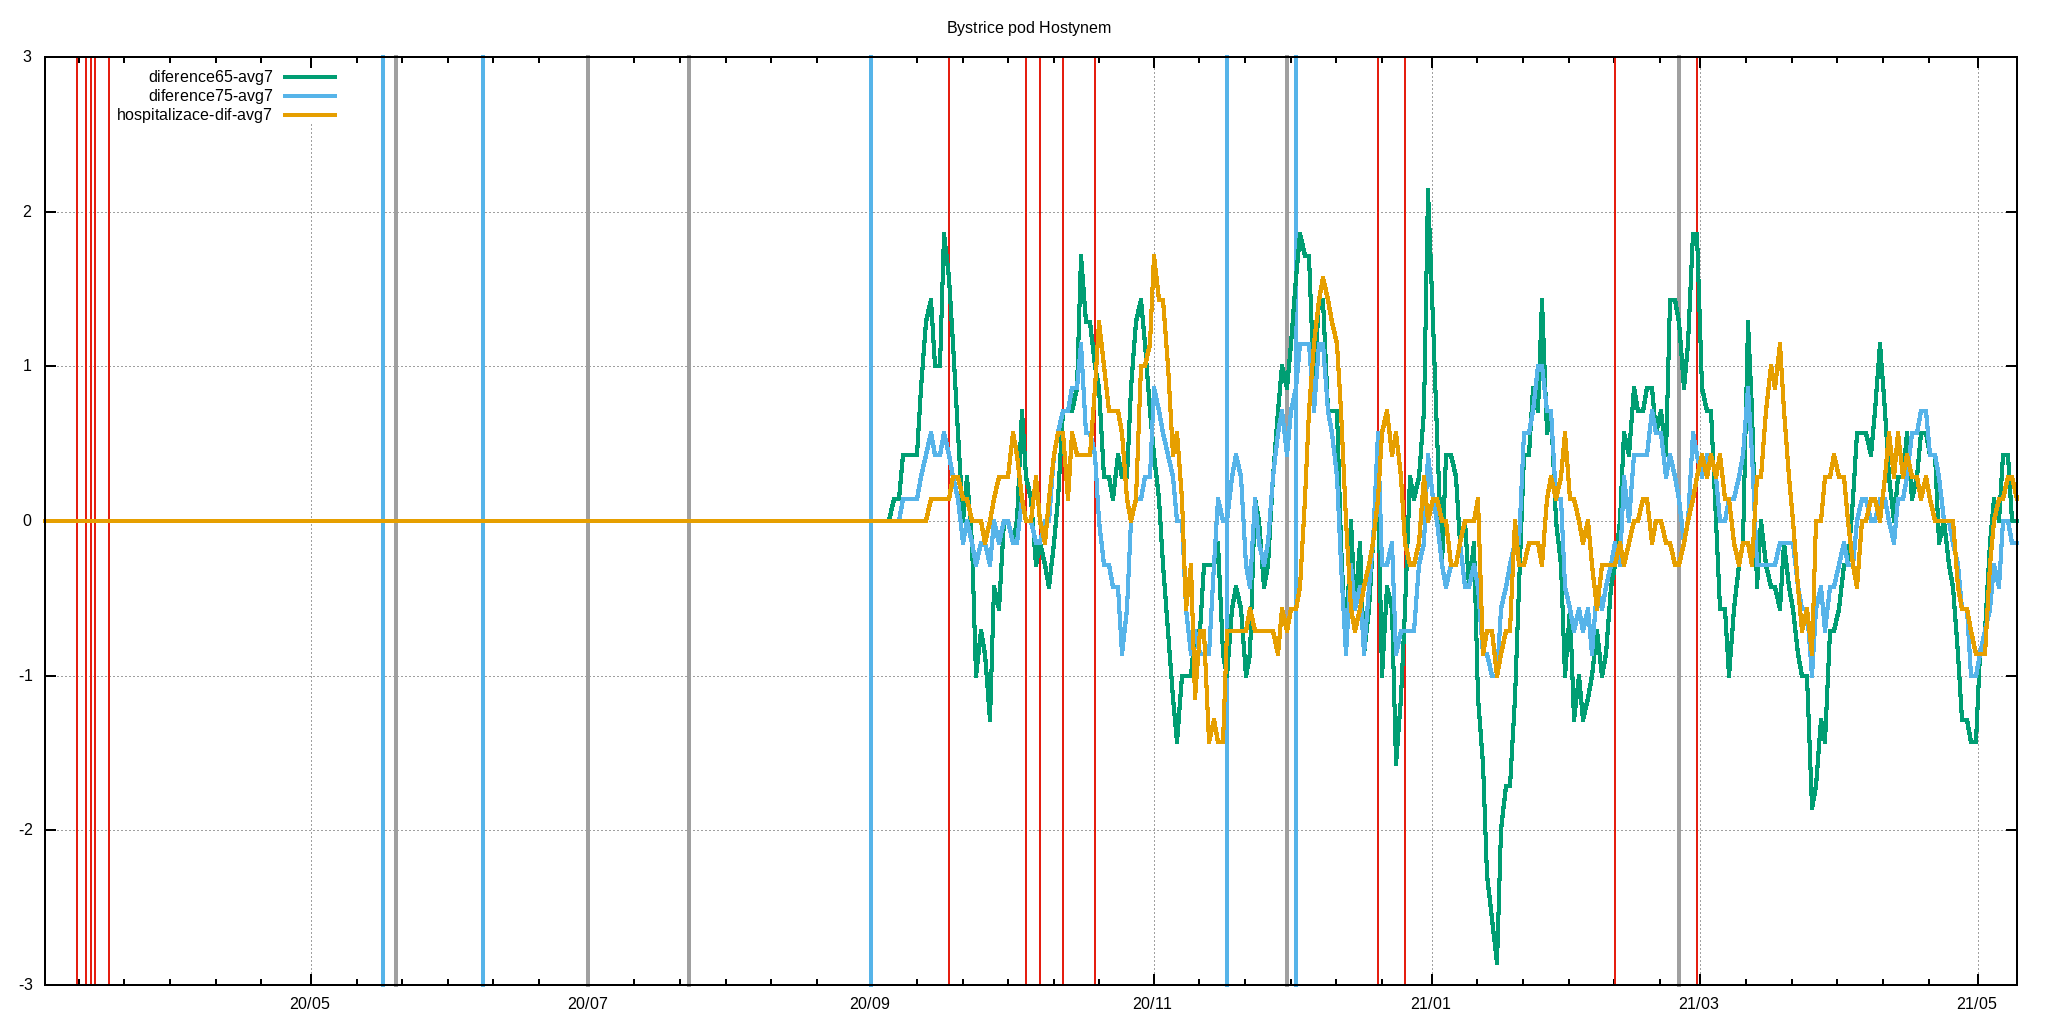 Bystrice pod Hostynem
diference65-avg7
diference75-avg7
hospitalizace-dif-avg7
3
2
1
0
-1
-2
-3
20/05 20/07 20/09 20/11 21/01 21/03 21/05